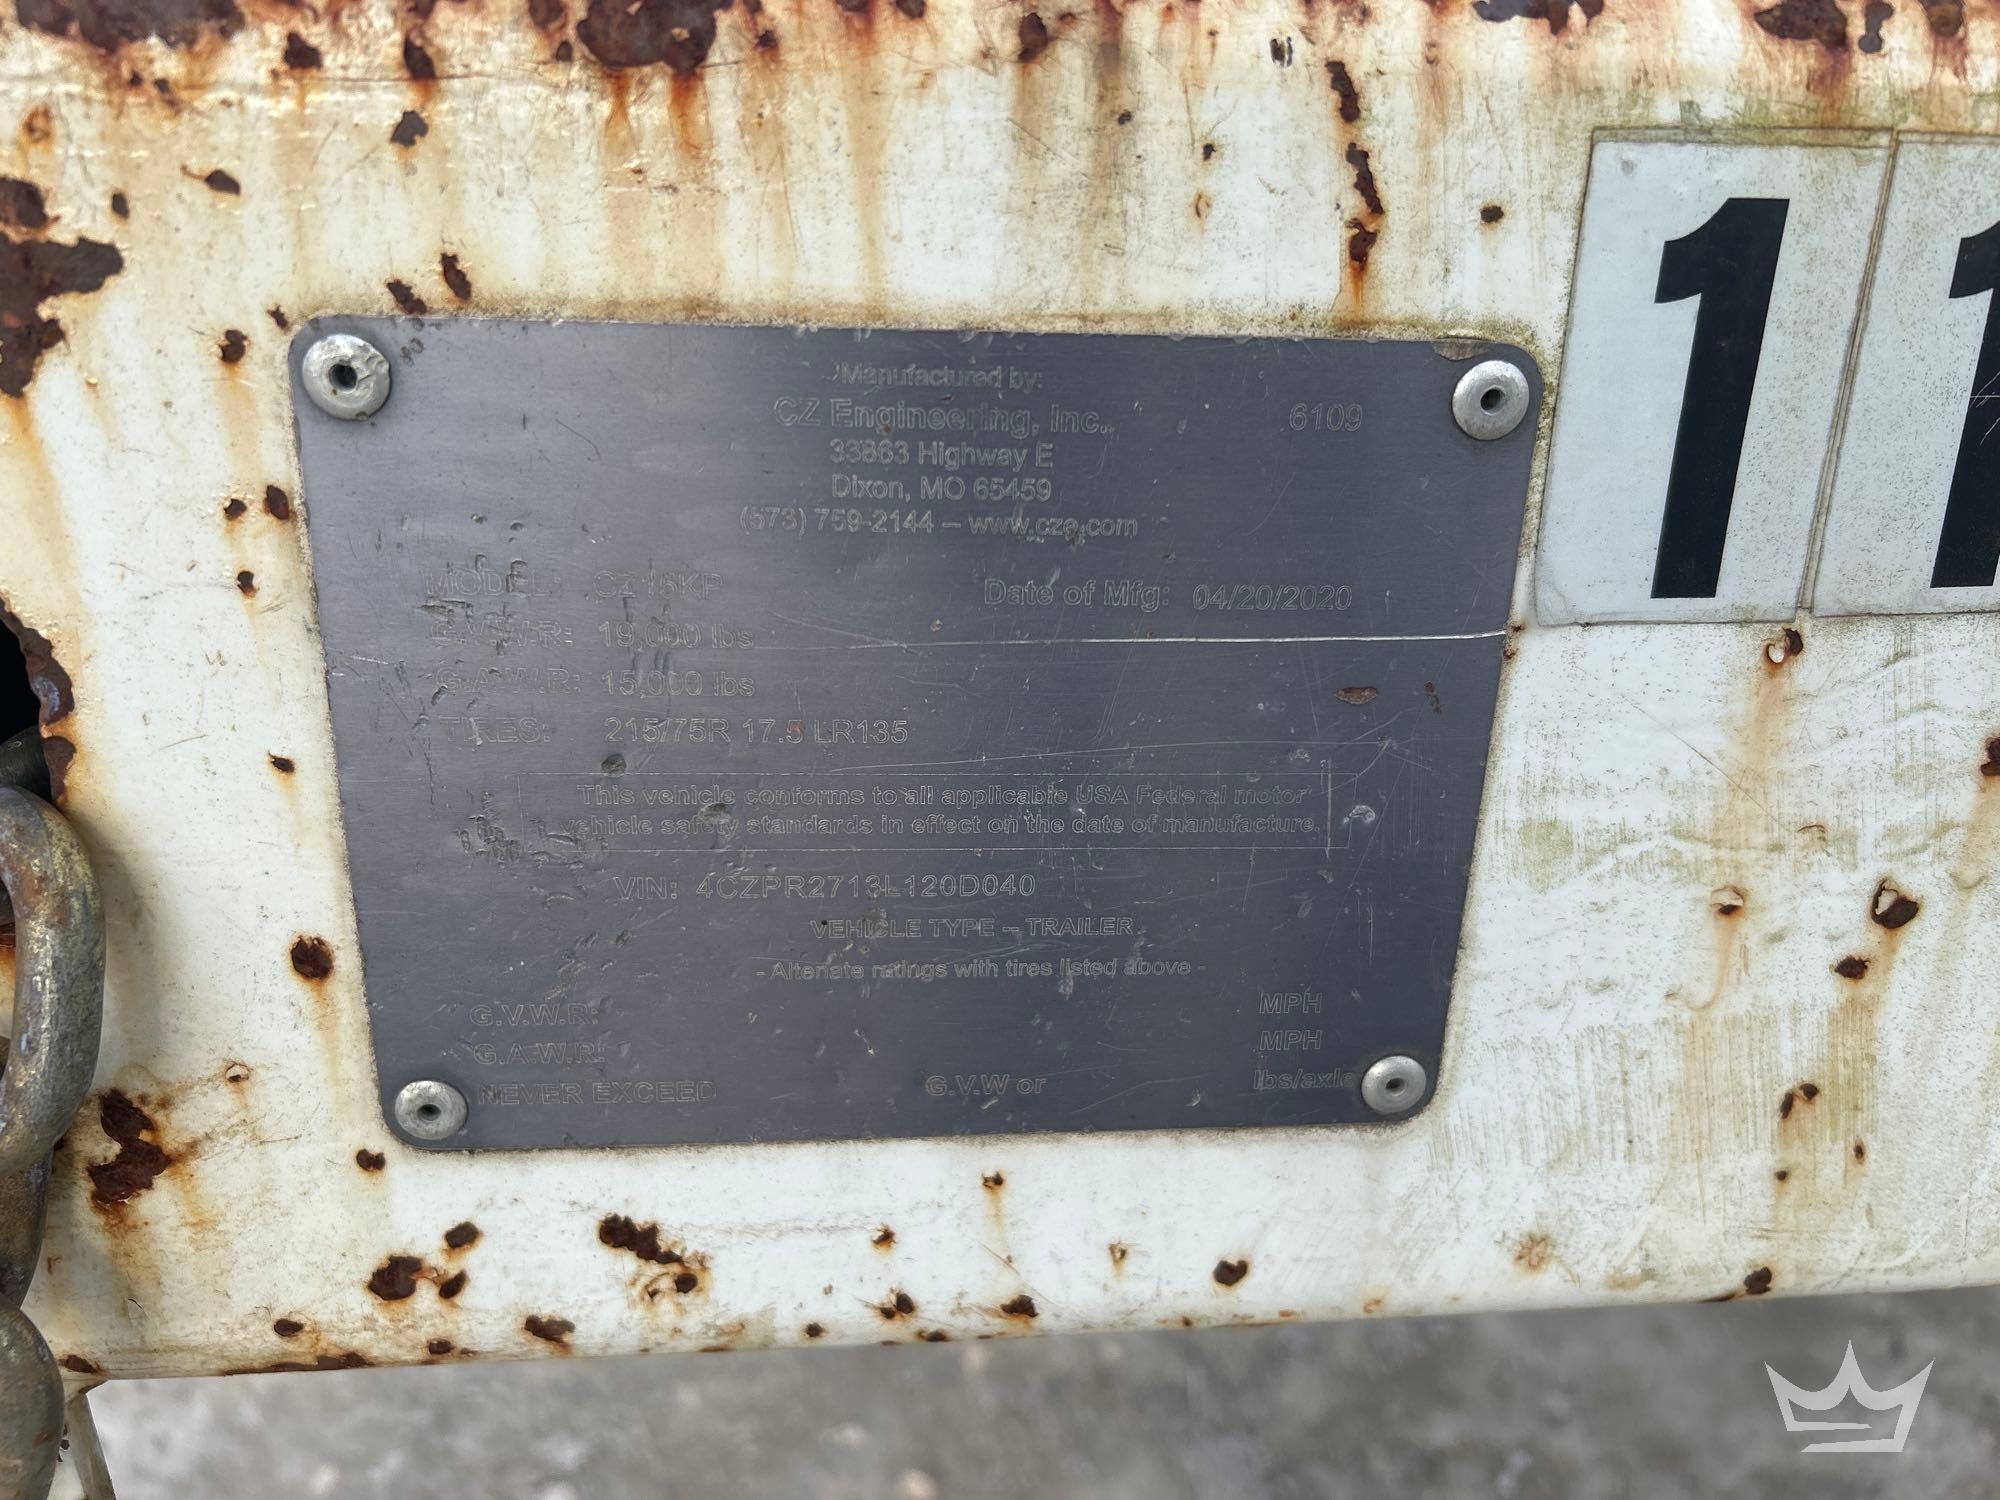 Manufactured by:
CZ Engineering, Inc. 6109
33863 Highway E
Dixon, MO 65459
(573) 759-2144 – www.cze.com
MODEL: CZ15KP Date of Mfg: 04/20/2020
G.V.W.R: 19,000 lbs
G.A.W.R: 15,000 lbs
TIRES: 215/75R 17.5 LR135
This vehicle conforms to all applicable USA Federal motor
vehicle safety standards in effect on the date of manufacture.
VIN: 4CZPR2713L120D040
VEHICLE TYPE – TRAILER
- Alternate ratings with tires listed above -
G.V.W.R: MPH
G.A.W.R: MPH
NEVER EXCEED G.V.W or lbs/axle
11